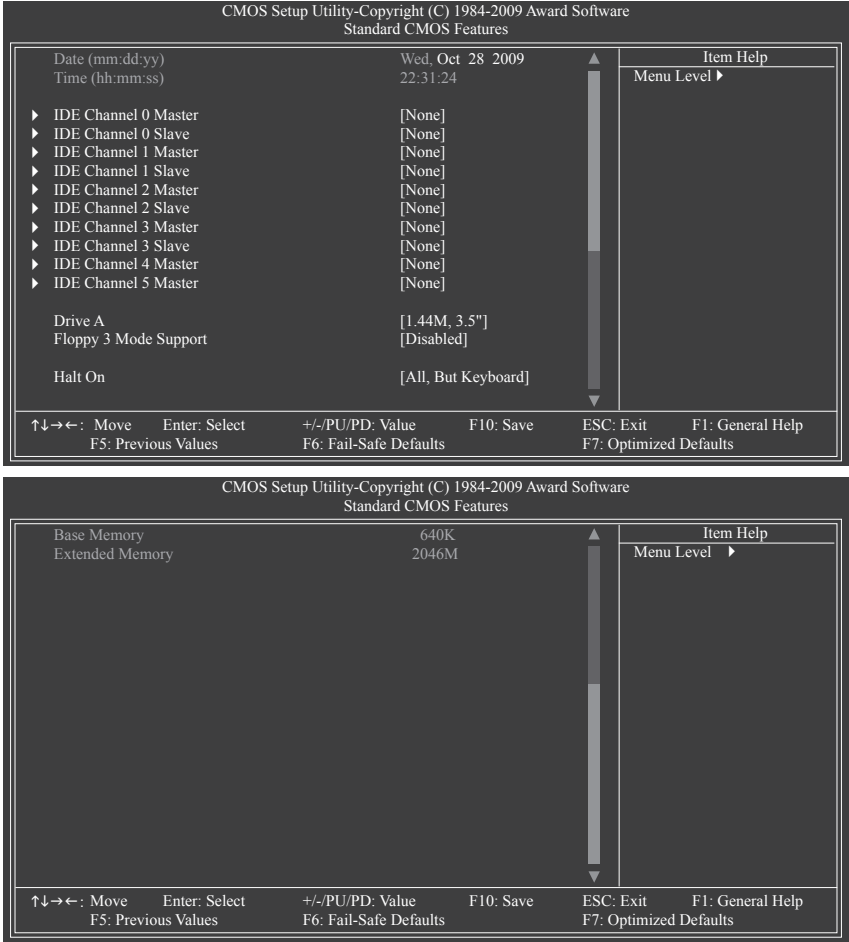 CMOS Setup Utility-Copyright (C) 1984-2009 Award Software
Standard CMOS Features
Date (mm:dd:yy) Wed, Oct 28 2009
Time (hh:mm:ss) 22:31:24
IDE Channel 0 Master [None]
IDE Channel 0 Slave [None]
IDE Channel 1 Master [None]
IDE Channel 1 Slave [None]
IDE Channel 2 Master [None]
IDE Channel 2 Slave [None]
IDE Channel 3 Master [None]
IDE Channel 3 Slave [None]
IDE Channel 4 Master [None]
IDE Channel 5 Master [None]
Drive A [1.44M, 3.5"]
Floppy 3 Mode Support [Disabled]
Halt On [All, But Keyboard]
Item Help
Menu Level
↑↓→←: Move Enter: Select +/-/PU/PD: Value F10: Save ESC: Exit F1: General Help
F5: Previous Values F6: Fail-Safe Defaults F7: Optimized Defaults
CMOS Setup Utility-Copyright (C) 1984-2009 Award Software
Standard CMOS Features
Base Memory 640K
Extended Memory 2046M
Item Help
Menu Level
↑↓→←: Move Enter: Select +/-/PU/PD: Value F10: Save ESC: Exit F1: General Help
F5: Previous Values F6: Fail-Safe Defaults F7: Optimized Defaults